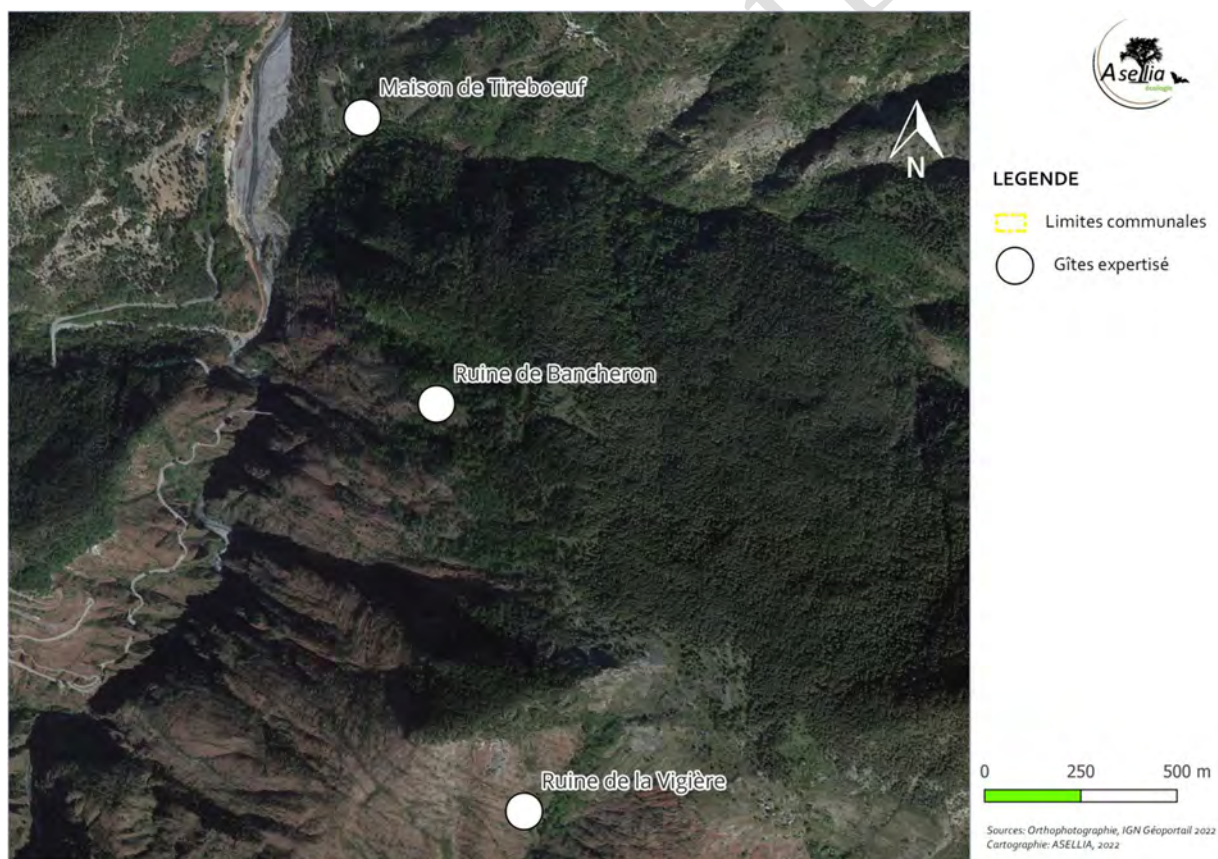 Maison de Tireboeuf
Asellia
écologie
N
LEGENDE
Limites communales
Gîtes expertisé
Ruine de Bancheron
Ruine de la Vigière
0 250 500 m
Sources: Orthophotographie, IGN Géoportail 2022
Cartographie: ASELLIA, 2022